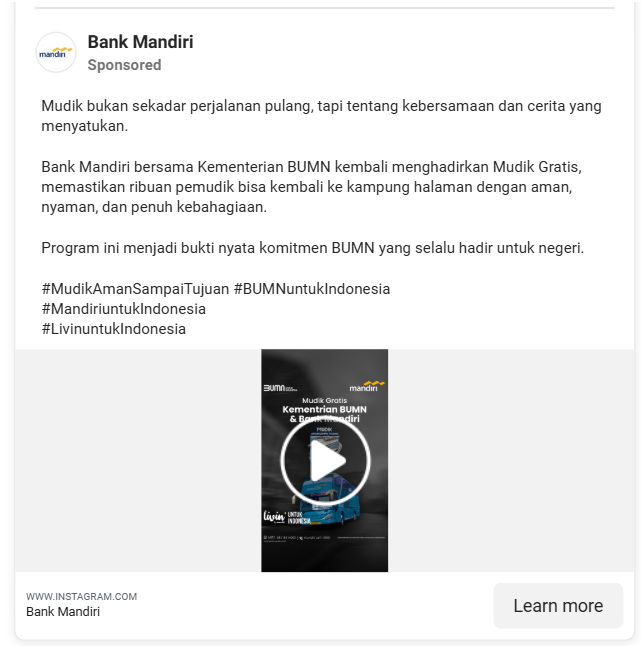 mandiri
Bank Mandiri
Sponsored
Mudik bukan sekadar perjalanan pulang, tapi tentang kebersamaan dan cerita yang
menyatukan.
Bank Mandiri bersama Kementerian BUMN kembali menghadirkan Mudik Gratis,
memastikan ribuan pemudik bisa kembali ke kampung halaman dengan aman,
nyaman, dan penuh kebahagiaan.
Program ini menjadi bukti nyata komitmen BUMN yang selalu hadir untuk negeri.
#MudikAmanSampaiTujuan #BUMNuntukIndonesia
#MandiriuntukIndonesia
#LivinuntukIndonesia
BUMN
mandiri
Mudik Gratis
Kementrian BUMN
& Bank Mandiri
livin' UNTUK
INDONESIA
WWW.INSTAGRAM.COM
Bank Mandiri
Learn more